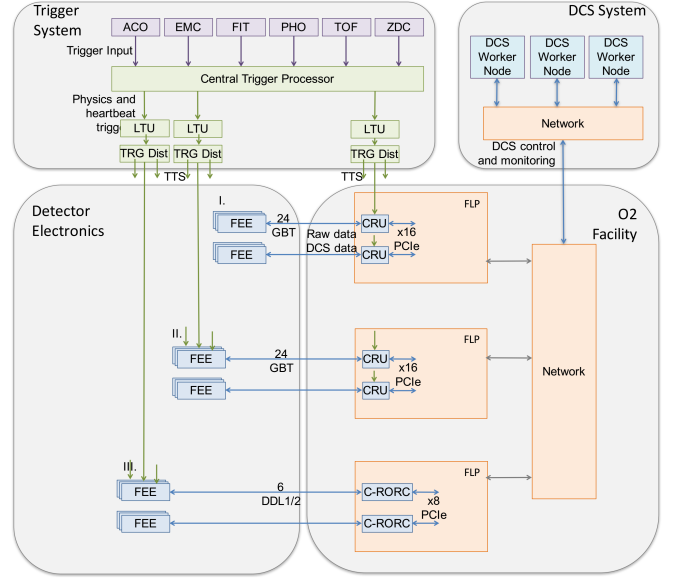 Trigger
System
ACO EMC FIT PHO TOF ZDC
Trigger Input
Central Trigger Processor
Physics and
heartbeat
trigg
LTU LTU LTU
TRG Dist TRG Dist TRG Dist
TTS TTS
DCS System
DCS
Worker
Node
DCS
Worker
Node
DCS
Worker
Node
Network
DCS control
and monitoring
Detector
Electronics
I.
FEE
24
GBT
FEE
II.
FEE
24
GBT
FEE
III.
FEE
6
DDL1/2
FEE
O2
Facility
FLP
Raw data
DCS data
CRU
x16
PCIe
CRU
FLP
CRU
x16
PCIe
CRU
Network
FLP
C-RORC
x8
PCIe
C-RORC